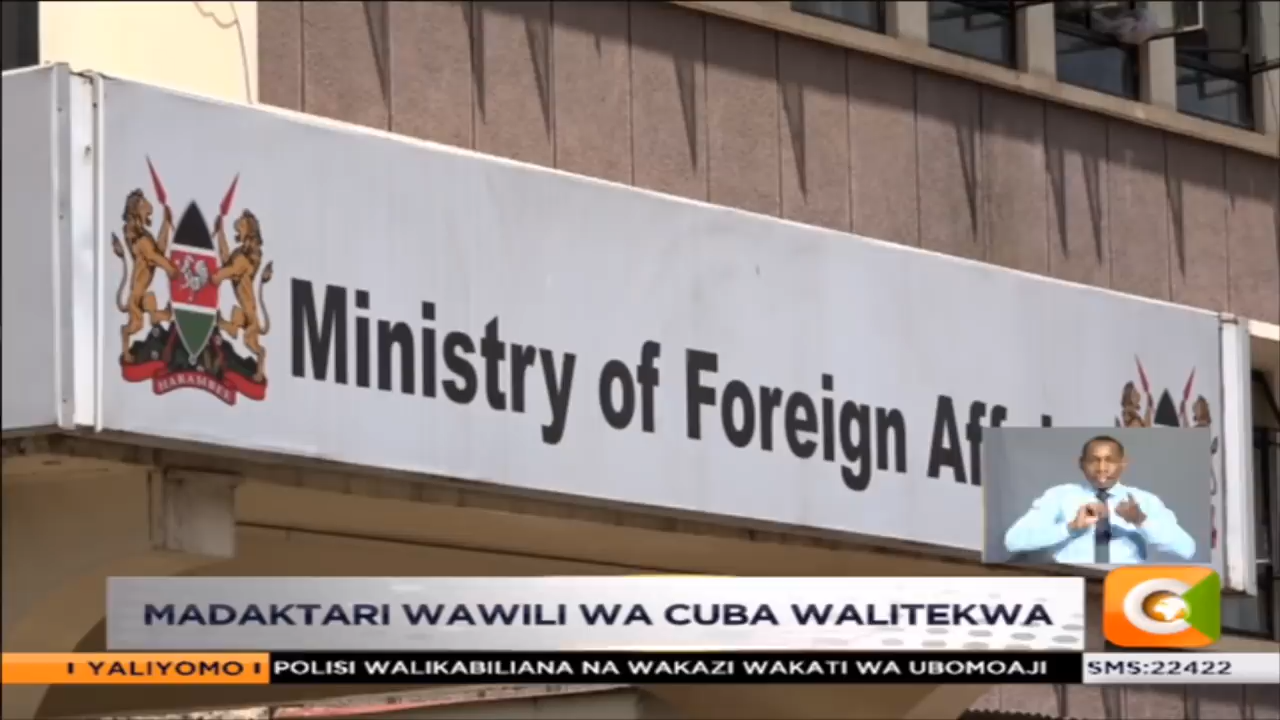 HARAMBEE
Ministry of Foreign
MADAKTARI WAWILI WA CUBA WALITEKWA
YALIYOMO
POLISI WALIKABILIANA NA WAKAZI WAKATI WA UBOMOAJI
SMS:22422